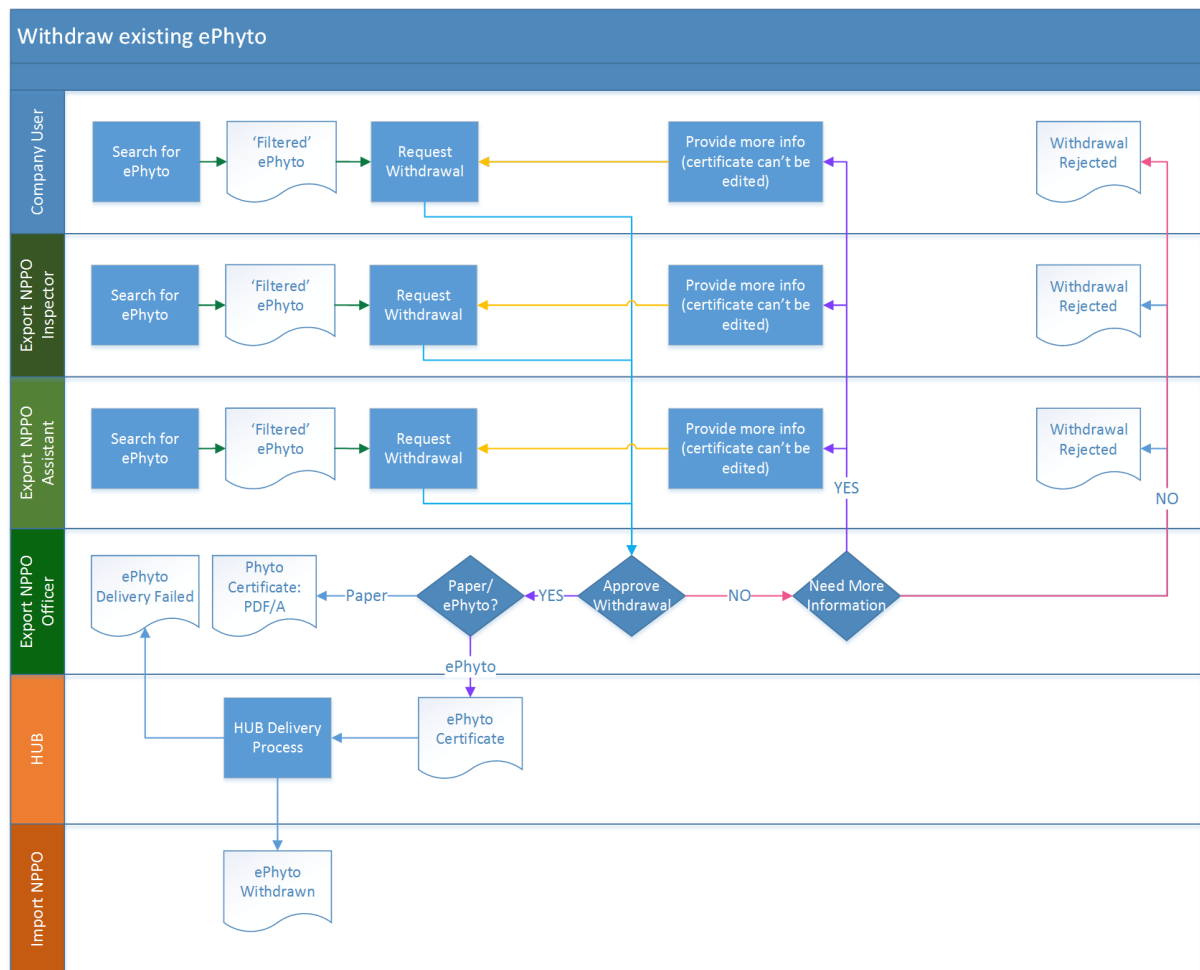 Withdraw existing ePhyto
Company User
Search for
ePhyto
‘Filtered’
ePhyto
Request
Withdrawal
Provide more info
(certificate can’t be
edited)
Withdrawal
Rejected
Export NPPO
Inspector
Search for
ePhyto
‘Filtered’
ePhyto
Request
Withdrawal
Provide more info
(certificate can’t be
edited)
Withdrawal
Rejected
Export NPPO
Assistant
Search for
ePhyto
‘Filtered’
ePhyto
Request
Withdrawal
Provide more info
(certificate can’t be
edited)
Withdrawal
Rejected
YES
NO
Export NPPO
Officer
ePhyto
Delivery Failed
Phyto
Certificate:
PDF/A
Paper
Paper/
ePhyto?
YES
Approve
Withdrawal
NO
Need More
Information
ePhyto
HUB
HUB Delivery
Process
ePhyto
Certificate
Import NPPO
ePhyto
Withdrawn